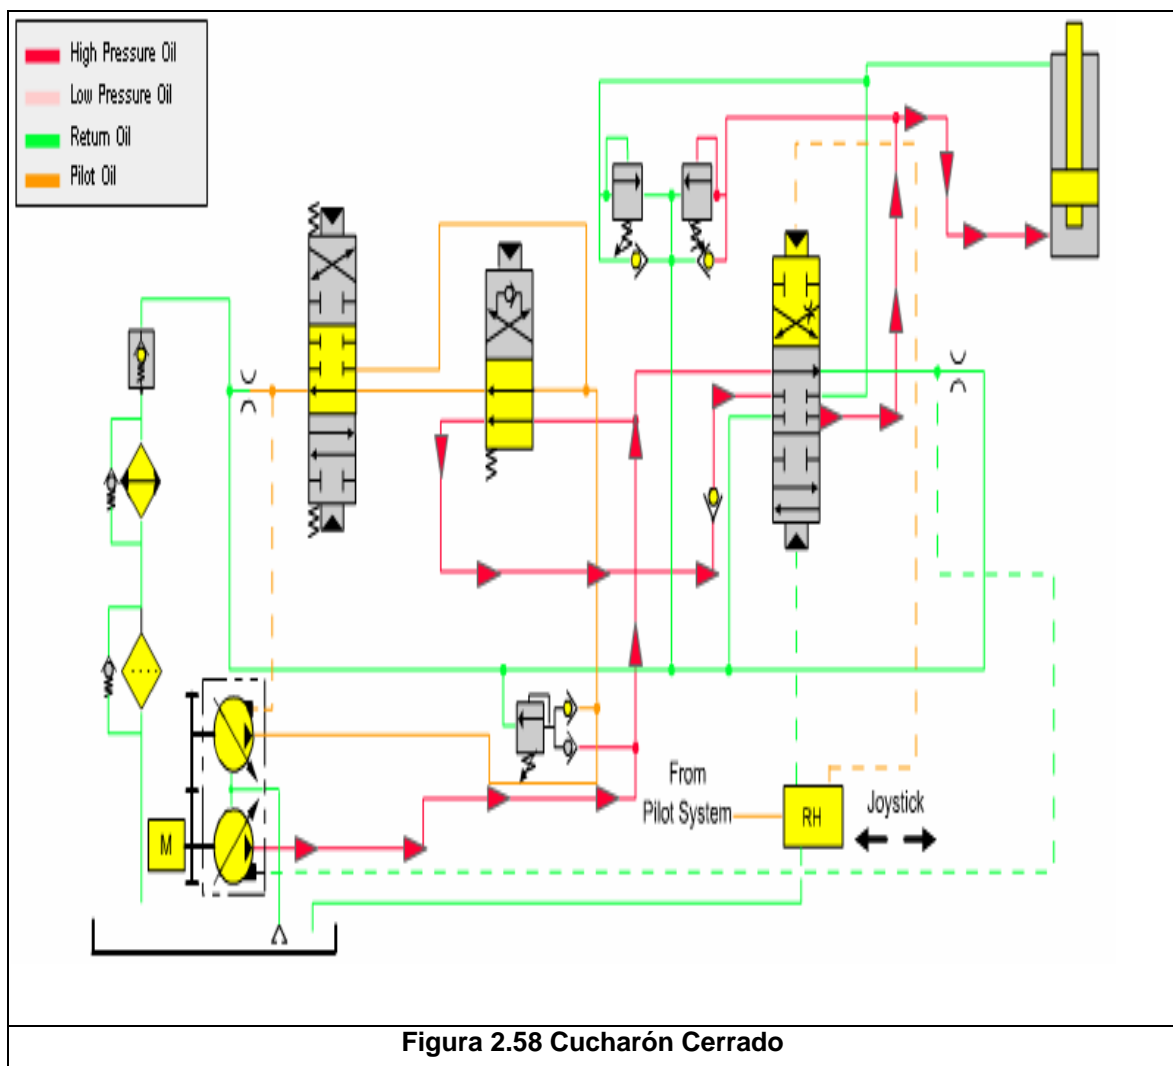 High Pressure Oil
Low Pressure Oil
Return Oil
Pilot Oil
From
Pilot System
RH
Joystick
M
Figura 2.58 Cucharón Cerrado